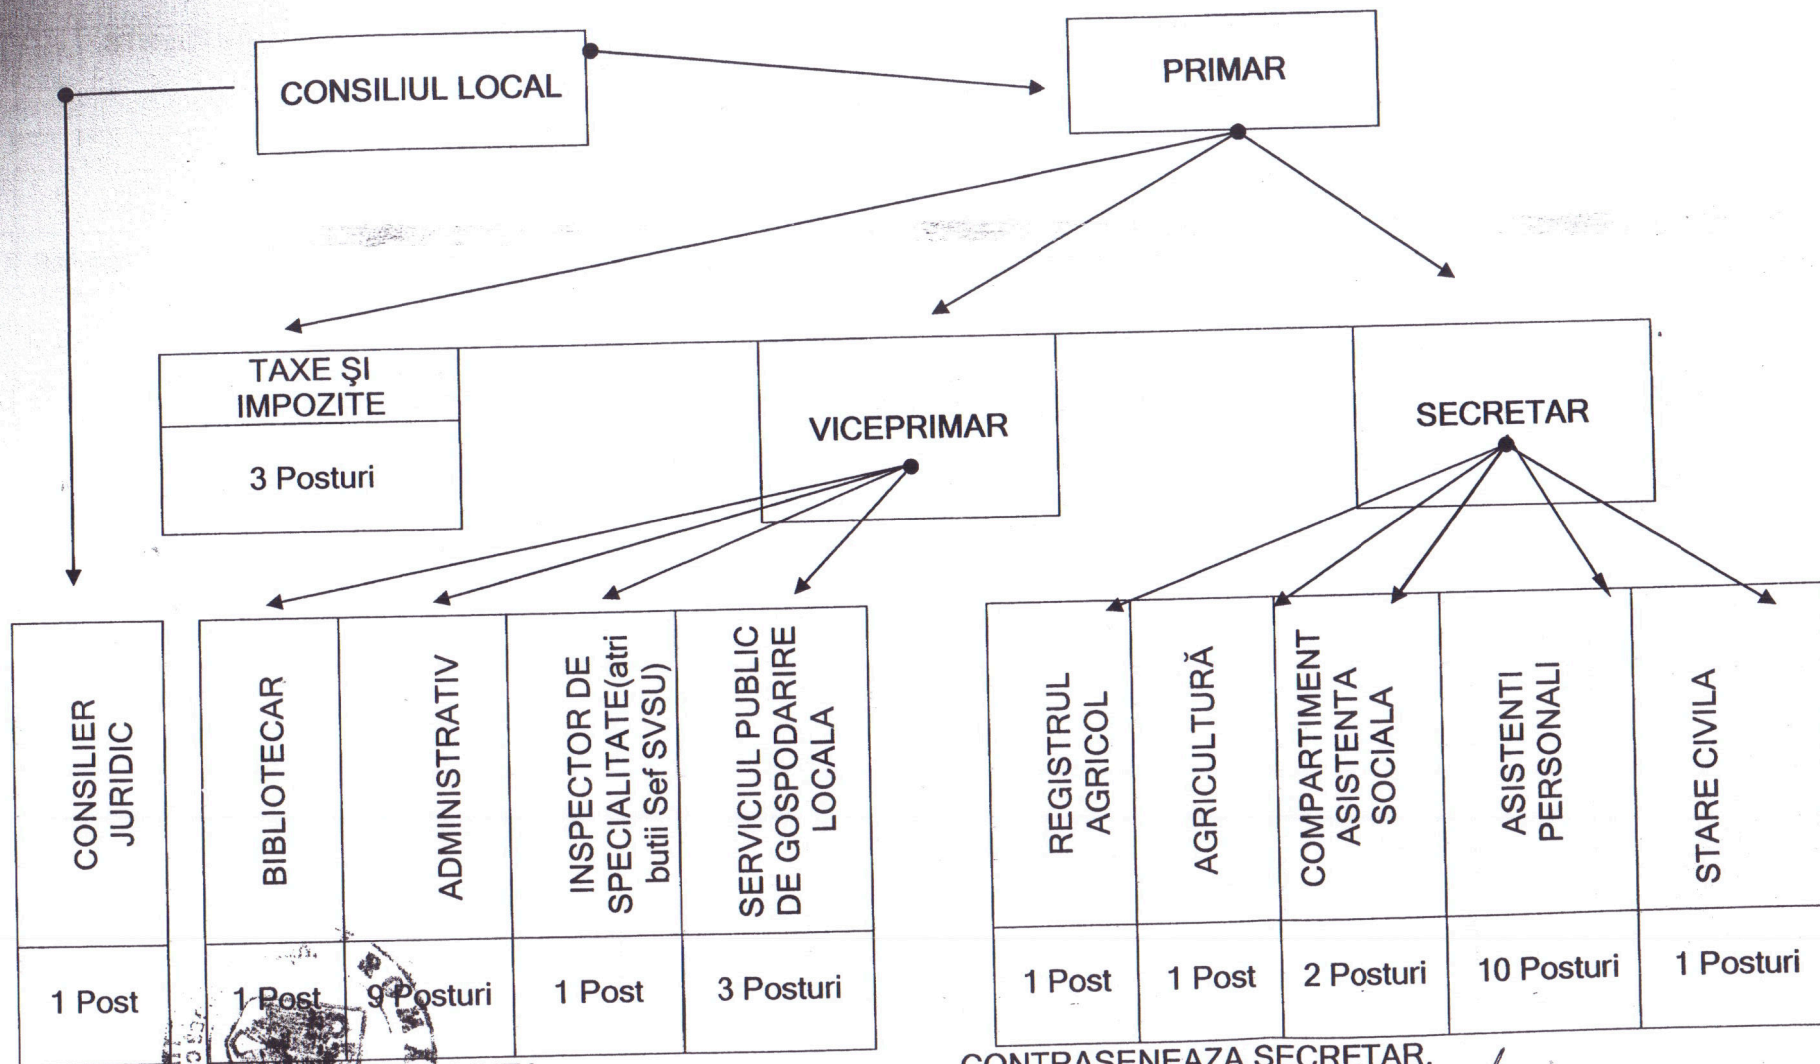 CONSILIUL LOCAL
PRIMAR
TAXE ŞI
IMPOZITE
3 Posturi
VICEPRIMAR
SECRETAR
CONSILIER
JURIDIC
1 Post
BIBLIOTECAR
1 Post
ADMINISTRATIV
9 Posturi
INSPECTOR DE
SPECIALITATE(atri
butii Sef SVSU)
1 Post
SERVICIUL PUBLIC
DE GOSPODARIRE
LOCALA
3 Posturi
REGISTRUL
AGRICOL
1 Post
AGRICULTURĂ
1 Post
COMPARTIMENT
ASISTENTA
SOCIALA
2 Posturi
ASISTENTI
PERSONALI
10 Posturi
STARE CIVILA
1 Posturi
CONTRASENEAZA SECRETAR,